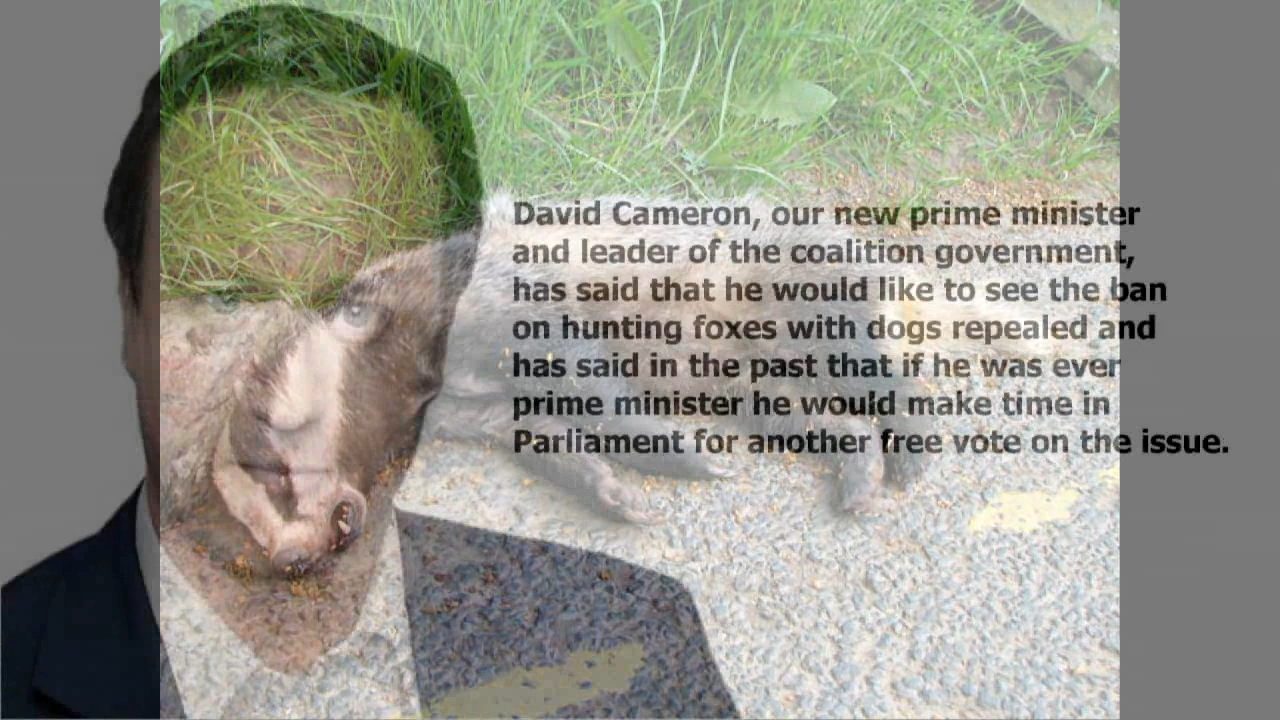 David Cameron, our new prime minister
and leader of the coalition government,
has said that he would like to see the ban
on hunting foxes with dogs repealed and
has said in the past that if he was ever
prime minister he would make time in
Parliament for another free vote on the issue.